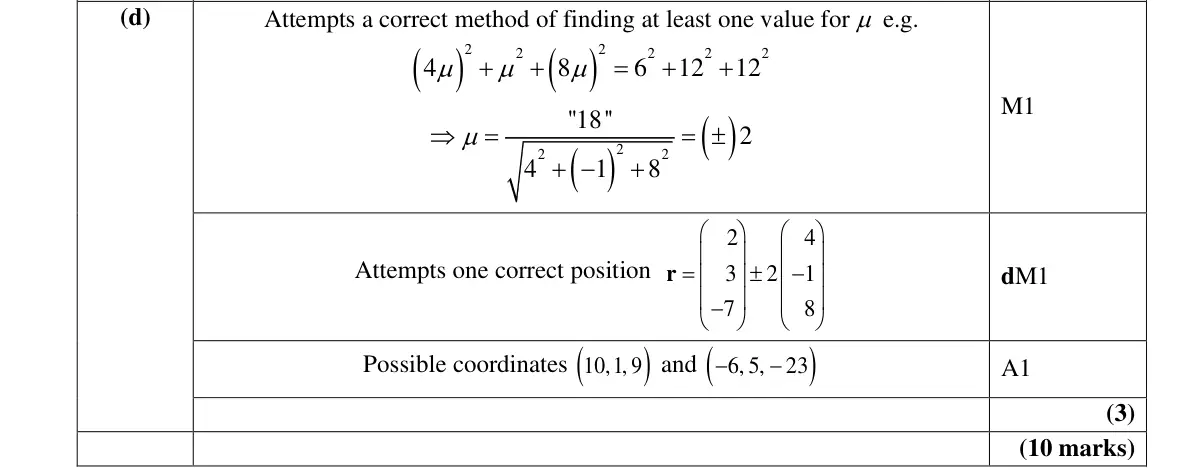 (d) Attempts a correct method of finding at least one value for μ e.g.
(4μ)² + μ² + (8μ)² = 6² + 12² + 12²
⇒ μ = "18" / √(4² + (−1)² + 8²) = (±) 2
M1
Attempts one correct position r = (2, 3, −7) ± 2 (4, −1, 8) dM1
Possible coordinates (10, 1, 9) and (−6, 5, −23) A1
(3)
(10 marks)